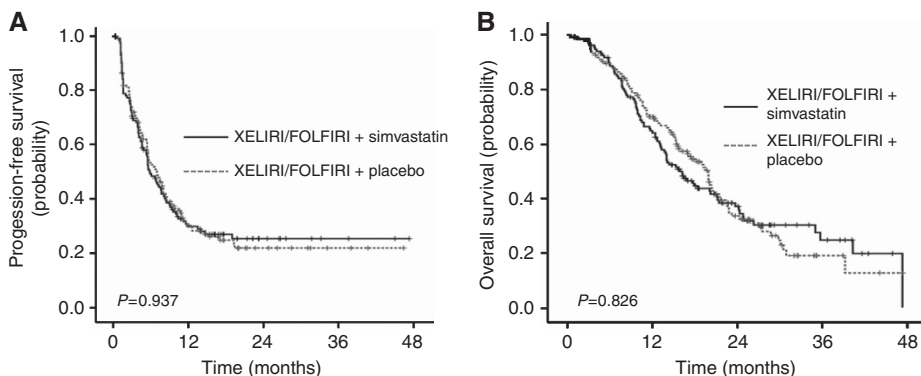 A
Progession-free survival
(probability)
1.0
0.8
0.6
0.4
0.2
0.0
XELIRI/FOLFIRI + simvastatin
XELIRI/FOLFIRI + placebo
P=0.937
0 12 24 36 48
Time (months)
B
Overall survival (probability)
1.0
0.8
0.6
0.4
0.2
0.0
XELIRI/FOLFIRI +
simvastatin
XELIRI/FOLFIRI +
placebo
P=0.826
0 12 24 36 48
Time (months)